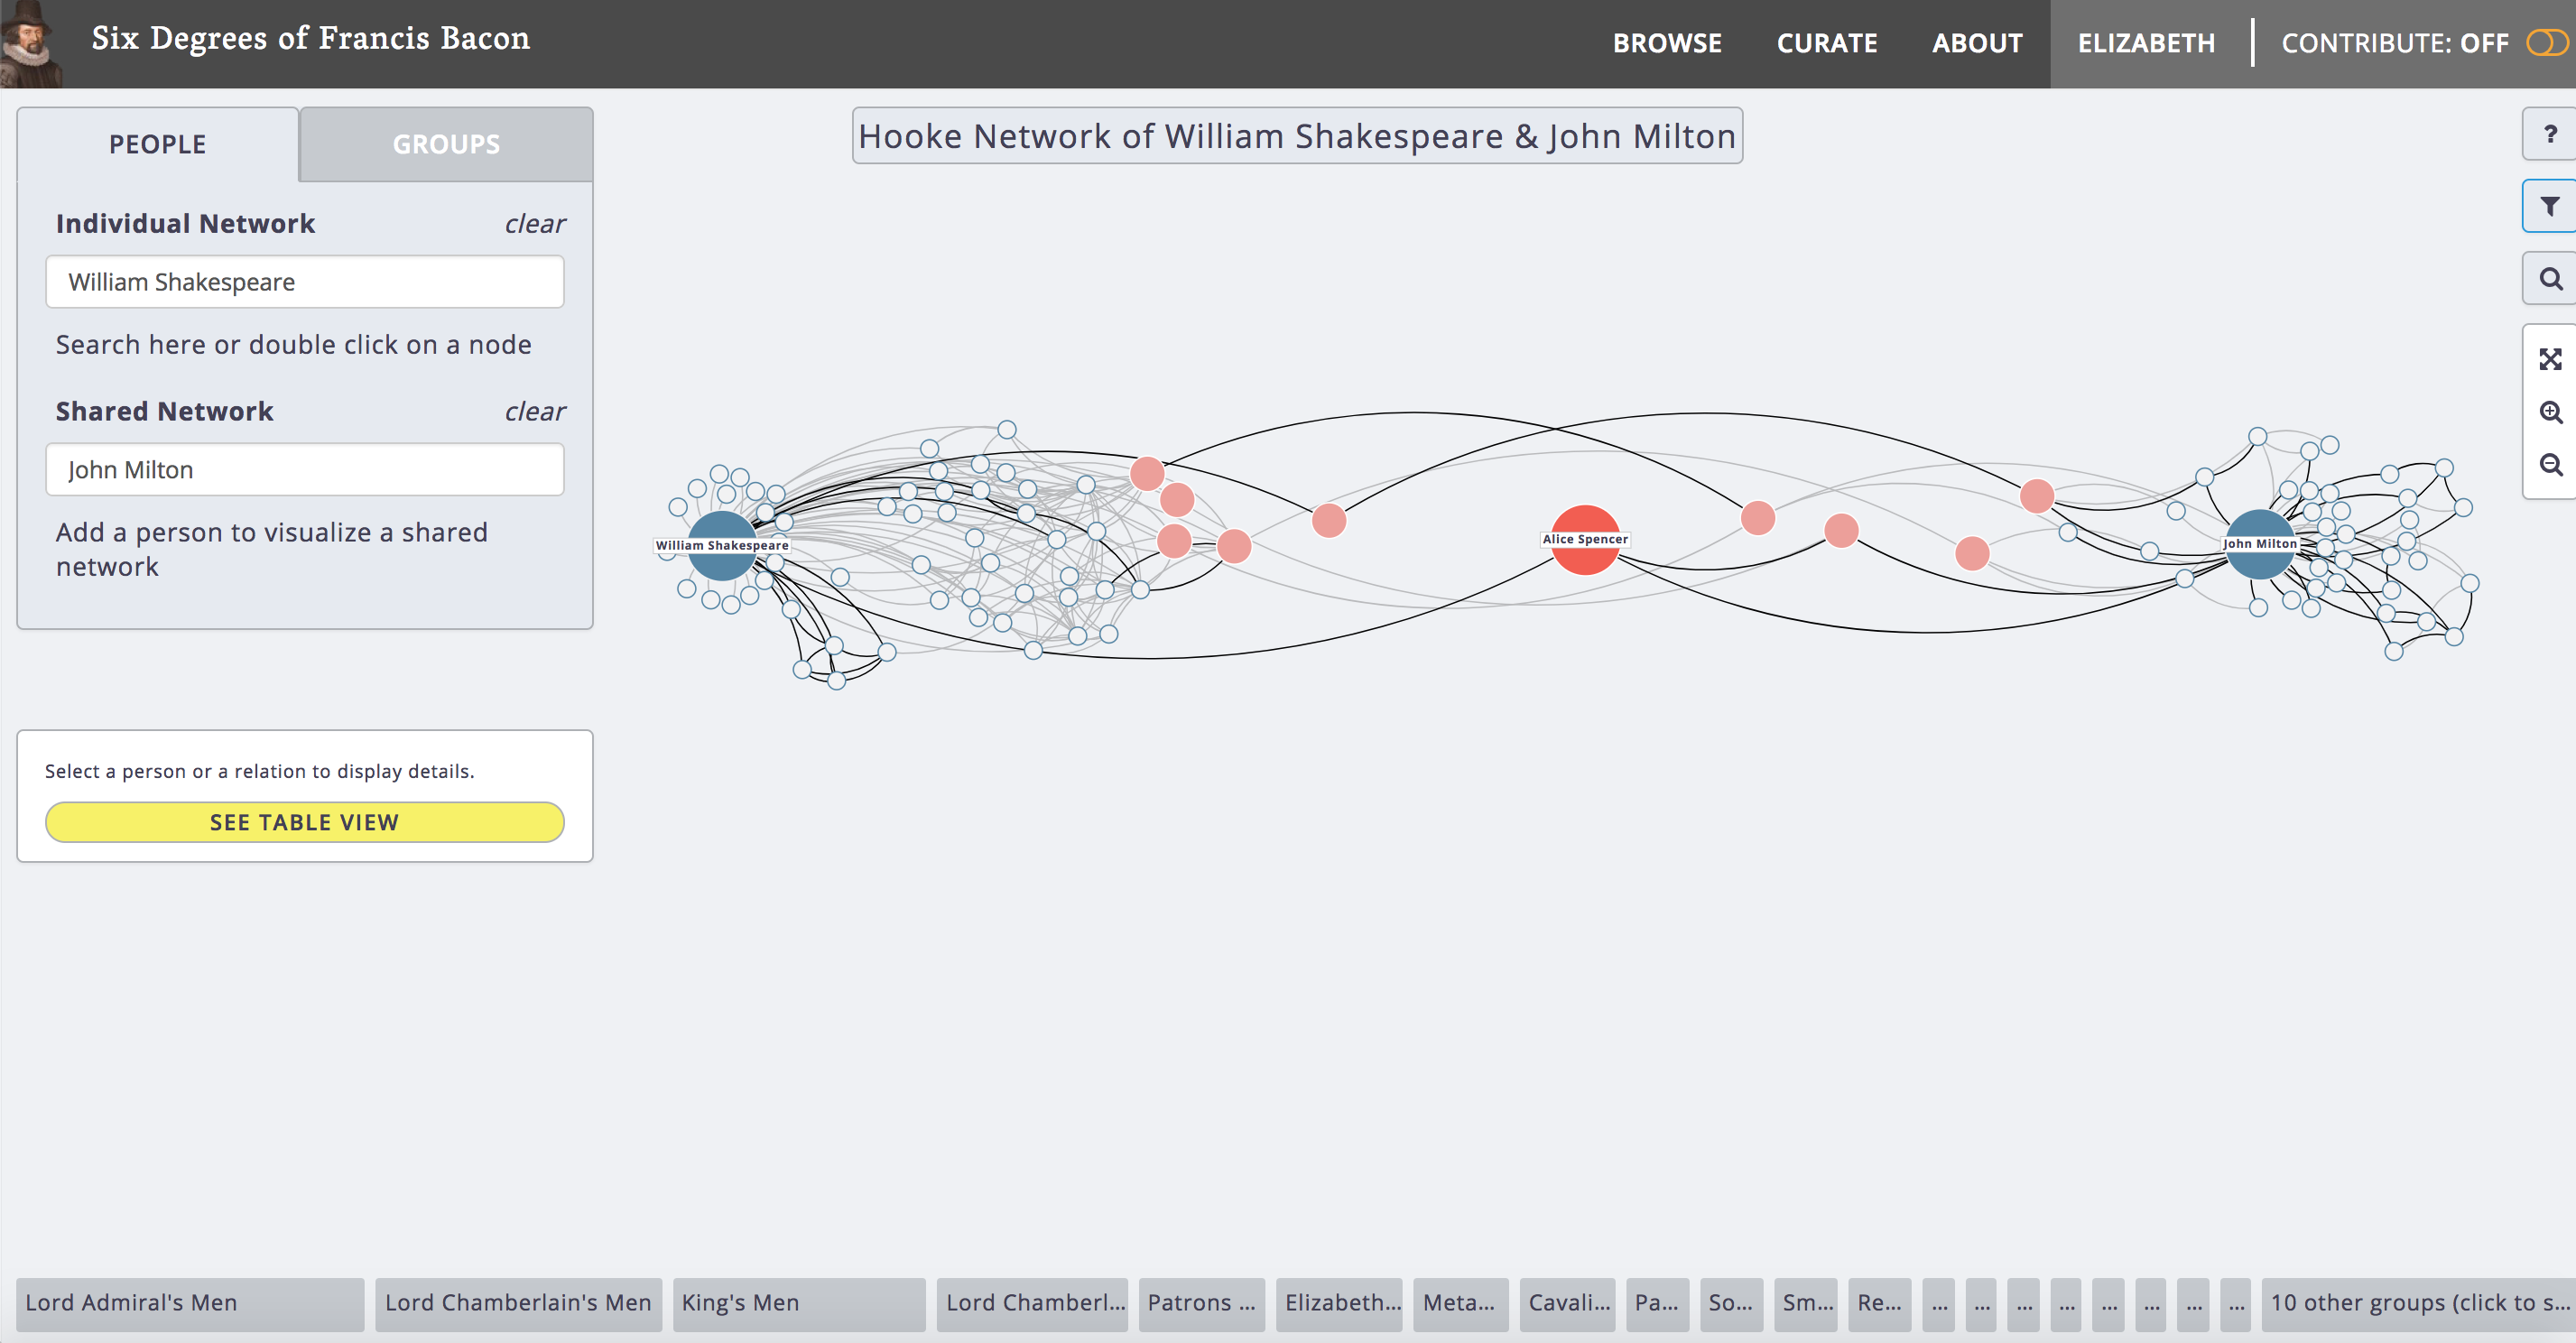 Six Degrees of Francis Bacon
BROWSE CURATE ABOUT ELIZABETH CONTRIBUTE: OFF
PEOPLE GROUPS
Individual Network clear
William Shakespeare
Search here or double click on a node
Shared Network clear
John Milton
Add a person to visualize a shared
network
Select a person or a relation to display details.
SEE TABLE VIEW
Hooke Network of William Shakespeare & John Milton
?
William Shakespeare
Alice Spencer
John Milton
Lord Admiral's Men Lord Chamberlain's Men King's Men Lord Chamberl... Patrons ... Elizabeth... Meta... Cavali... Pa... So... Sm... Re... ... ... ... ... ... ... ... ... 10 other groups (click to s...